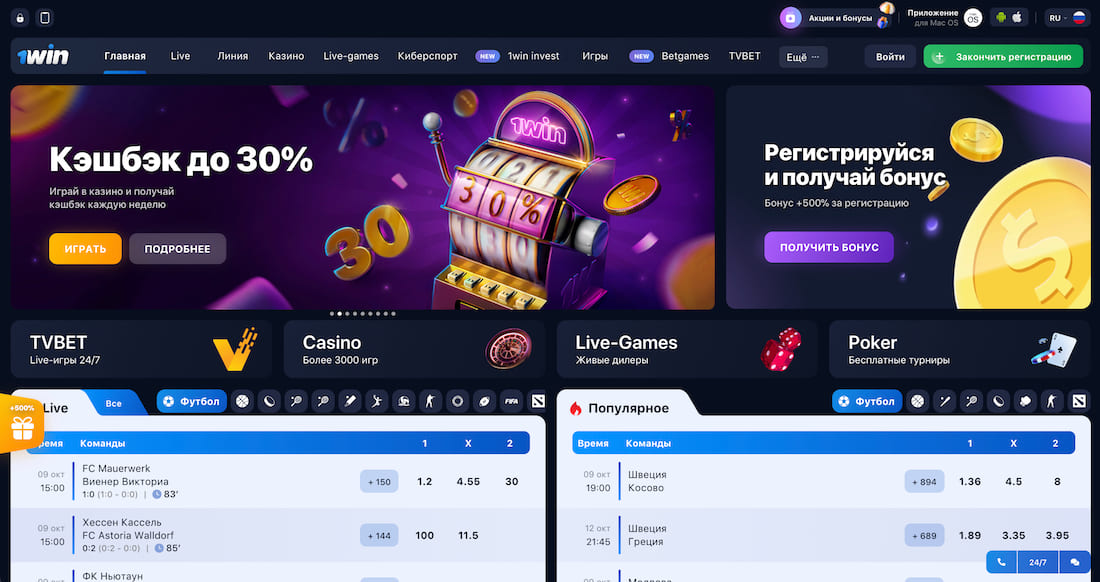 Акции и бонусы
Приложение
для Mac OS
OS
RU
1win
Главная
Live
Линия
Казино
Live-games
Киберспорт
NEW
1win invest
Игры
NEW
Betgames
TVBET
Ещё ···
Войти
Закончить регистрацию
Кэшбэк до 30%
Играй в казино и получай
кэшбэк каждую неделю
ИГРАТЬ
ПОДРОБНЕЕ
1win
30%
30
Регистрируйся
и получай бонус
Бонус +500% за регистрацию
ПОЛУЧИТЬ БОНУС
TVBET
Live-игры 24/7
Casino
Более 3000 игр
Live-Games
Живые дилеры
Poker
Бесплатные турниры
+500%
Live
Все
Футбол
FIFA
Время Команды 1 X 2
09 окт
15:00
FC Mauerwerk
Виенер Виктория
1:0 (1:0 - 0:0) | 83'
+ 150 1.2 4.55 30
09 окт
15:00
Хессен Кассель
FC Astoria Walldorf
0:2 (0:2 - 0:0) | 85'
+ 144 100 11.5
ФК Ньютаун
Популярное
Футбол
Время Команды 1 X 2
09 окт
19:00
Швеция
Косово
+ 894 1.36 4.5 8
12 окт
21:45
Швеция
Греция
+ 689 1.89 3.35 3.95
24/7